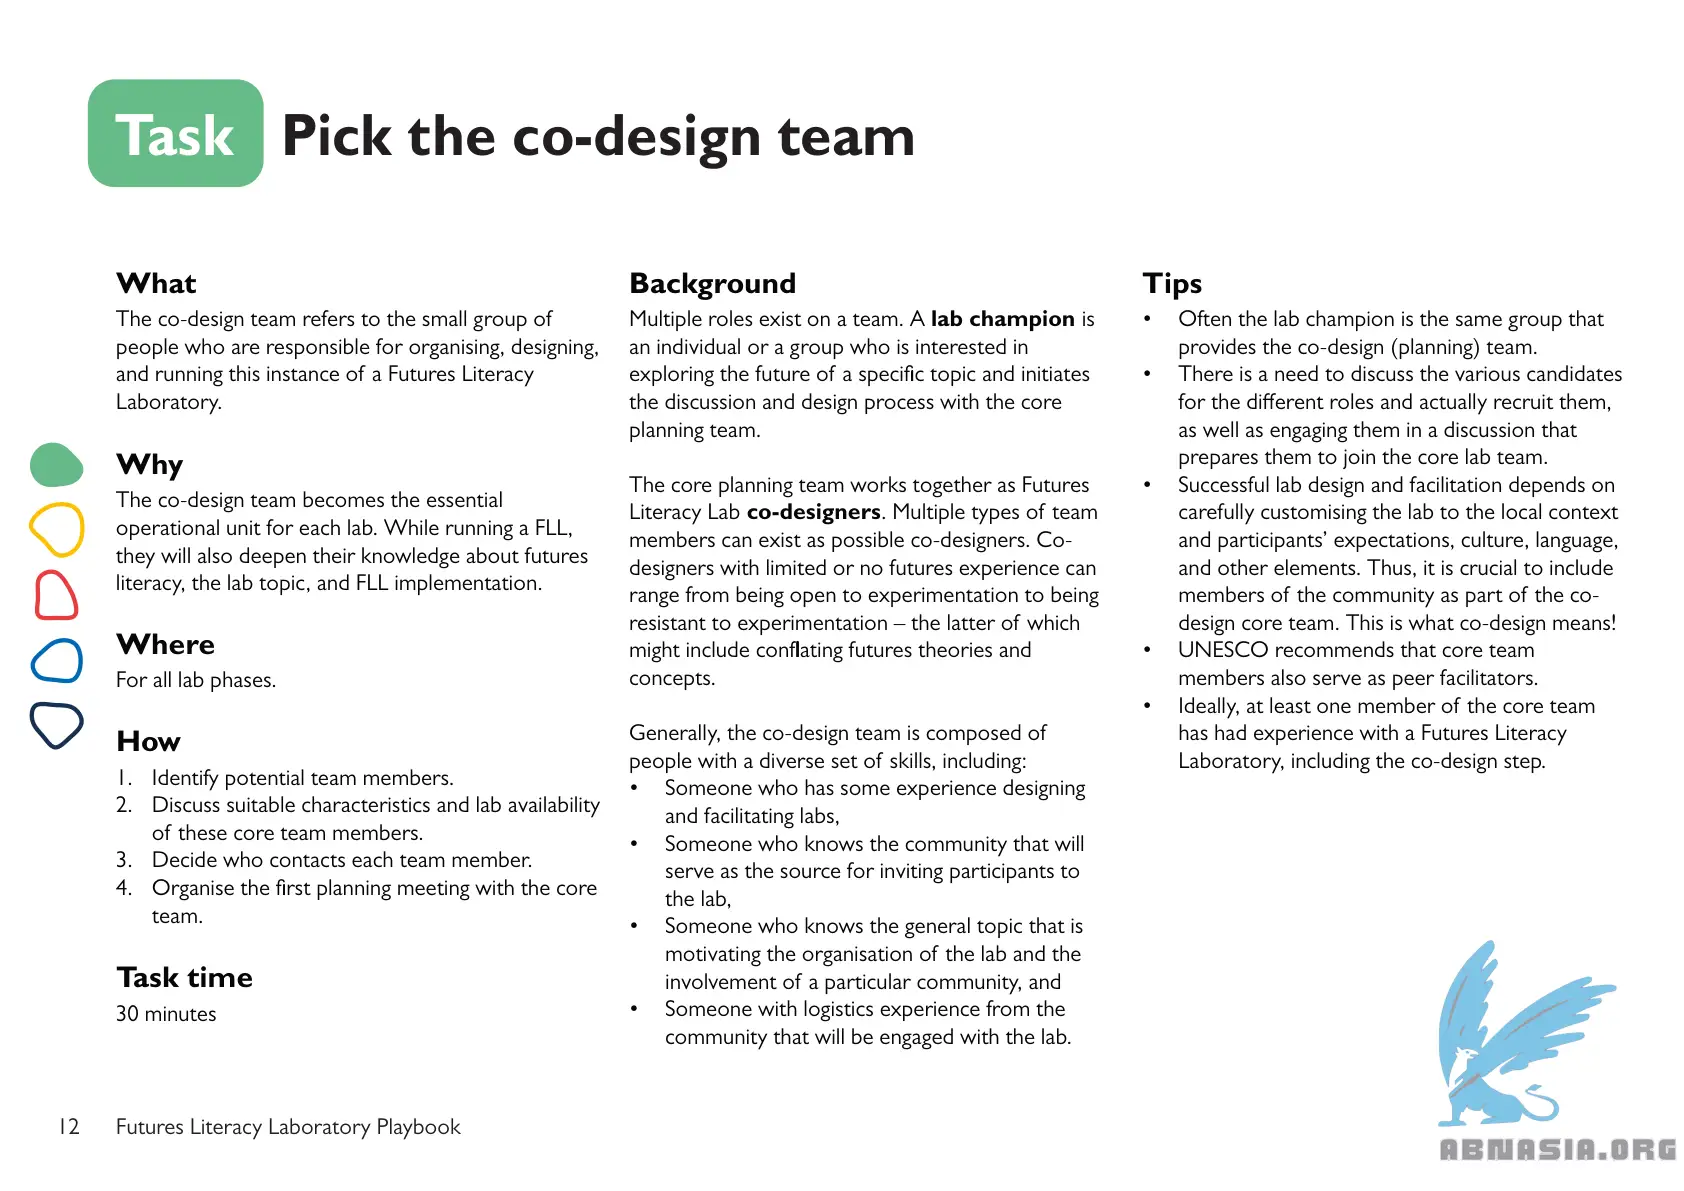 Task Pick the co-design team
What
The co-design team refers to the small group of
people who are responsible for organising, designing,
and running this instance of a Futures Literacy
Laboratory.
Why
The co-design team becomes the essential
operational unit for each lab. While running a FLL,
they will also deepen their knowledge about futures
literacy, the lab topic, and FLL implementation.
Where
For all lab phases.
How
1. Identify potential team members.
2. Discuss suitable characteristics and lab availability
of these core team members.
3. Decide who contacts each team member.
4. Organise the first planning meeting with the core
team.
Task time
30 minutes
Background
Multiple roles exist on a team. A lab champion is
an individual or a group who is interested in
exploring the future of a specific topic and initiates
the discussion and design process with the core
planning team.
The core planning team works together as Futures
Literacy Lab co-designers. Multiple types of team
members can exist as possible co-designers. Co-
designers with limited or no futures experience can
range from being open to experimentation to being
resistant to experimentation – the latter of which
might include conflating futures theories and
concepts.
Generally, the co-design team is composed of
people with a diverse set of skills, including:
• Someone who has some experience designing
and facilitating labs,
• Someone who knows the community that will
serve as the source for inviting participants to
the lab,
• Someone who knows the general topic that is
motivating the organisation of the lab and the
involvement of a particular community, and
• Someone with logistics experience from the
community that will be engaged with the lab.
Tips
• Often the lab champion is the same group that
provides the co-design (planning) team.
• There is a need to discuss the various candidates
for the different roles and actually recruit them,
as well as engaging them in a discussion that
prepares them to join the core lab team.
• Successful lab design and facilitation depends on
carefully customising the lab to the local context
and participants’ expectations, culture, language,
and other elements. Thus, it is crucial to include
members of the community as part of the co-
design core team. This is what co-design means!
• UNESCO recommends that core team
members also serve as peer facilitators.
• Ideally, at least one member of the core team
has had experience with a Futures Literacy
Laboratory, including the co-design step.
12 Futures Literacy Laboratory Playbook
ABNASIA.ORG